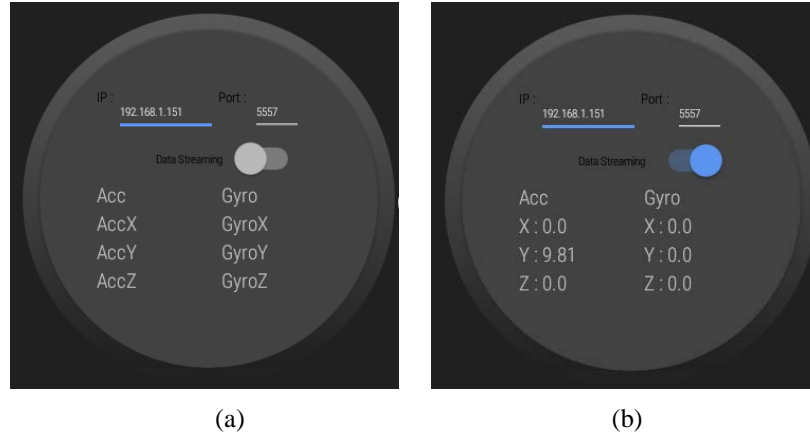 IP : Port :
192.168.1.151 5557
Data Streaming
Acc Gyro
AccX GyroX
AccY GyroY
AccZ GyroZ
(a)
IP : Port :
192.168.1.151 5557
Data Streaming
Acc Gyro
X : 0.0 X : 0.0
Y : 9.81 Y : 0.0
Z : 0.0 Z : 0.0
(b)